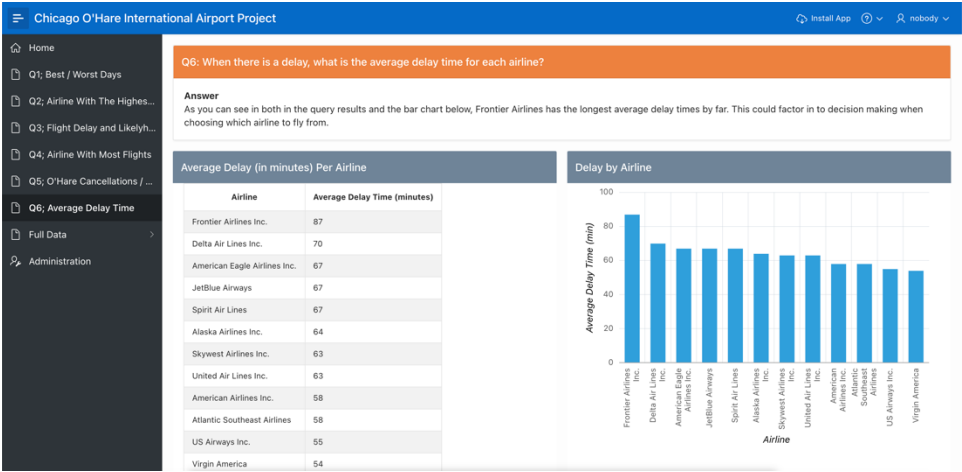 Chicago O'Hare International Airport Project
Install App
nobody
Home
Q1; Best / Worst Days
Q2; Airline With The Highes...
Q3; Flight Delay and Likelyh...
Q4; Airline With Most Flights
Q5; O'Hare Cancellations / ...
Q6; Average Delay Time
Full Data
Administration
Q6: When there is a delay, what is the average delay time for each airline?
Answer
As you can see in both in the query results and the bar chart below, Frontier Airlines has the longest average delay times by far. This could factor in to decision making when
choosing which airline to fly from.
Average Delay (in minutes) Per Airline
Airline Average Delay Time (minutes)
Frontier Airlines Inc. 87
Delta Air Lines Inc. 70
American Eagle Airlines Inc. 67
JetBlue Airways 67
Spirit Air Lines 67
Alaska Airlines Inc. 64
Skywest Airlines Inc. 63
United Air Lines Inc. 63
American Airlines Inc. 58
Atlantic Southeast Airlines 58
US Airways Inc. 55
Virgin America 54
Delay by Airline
Average Delay Time (min)
100
80
60
40
20
0
Frontier Airlines
Inc.
Delta Air Lines
Inc.
American Eagle
Airlines Inc.
JetBlue Airways
Spirit Air Lines
Alaska Airlines
Inc.
Skywest Airlines
Inc.
United Air Lines
Inc.
American
Airlines Inc.
Atlantic
Southeast
Airlines
US Airways Inc.
Virgin America
Airline